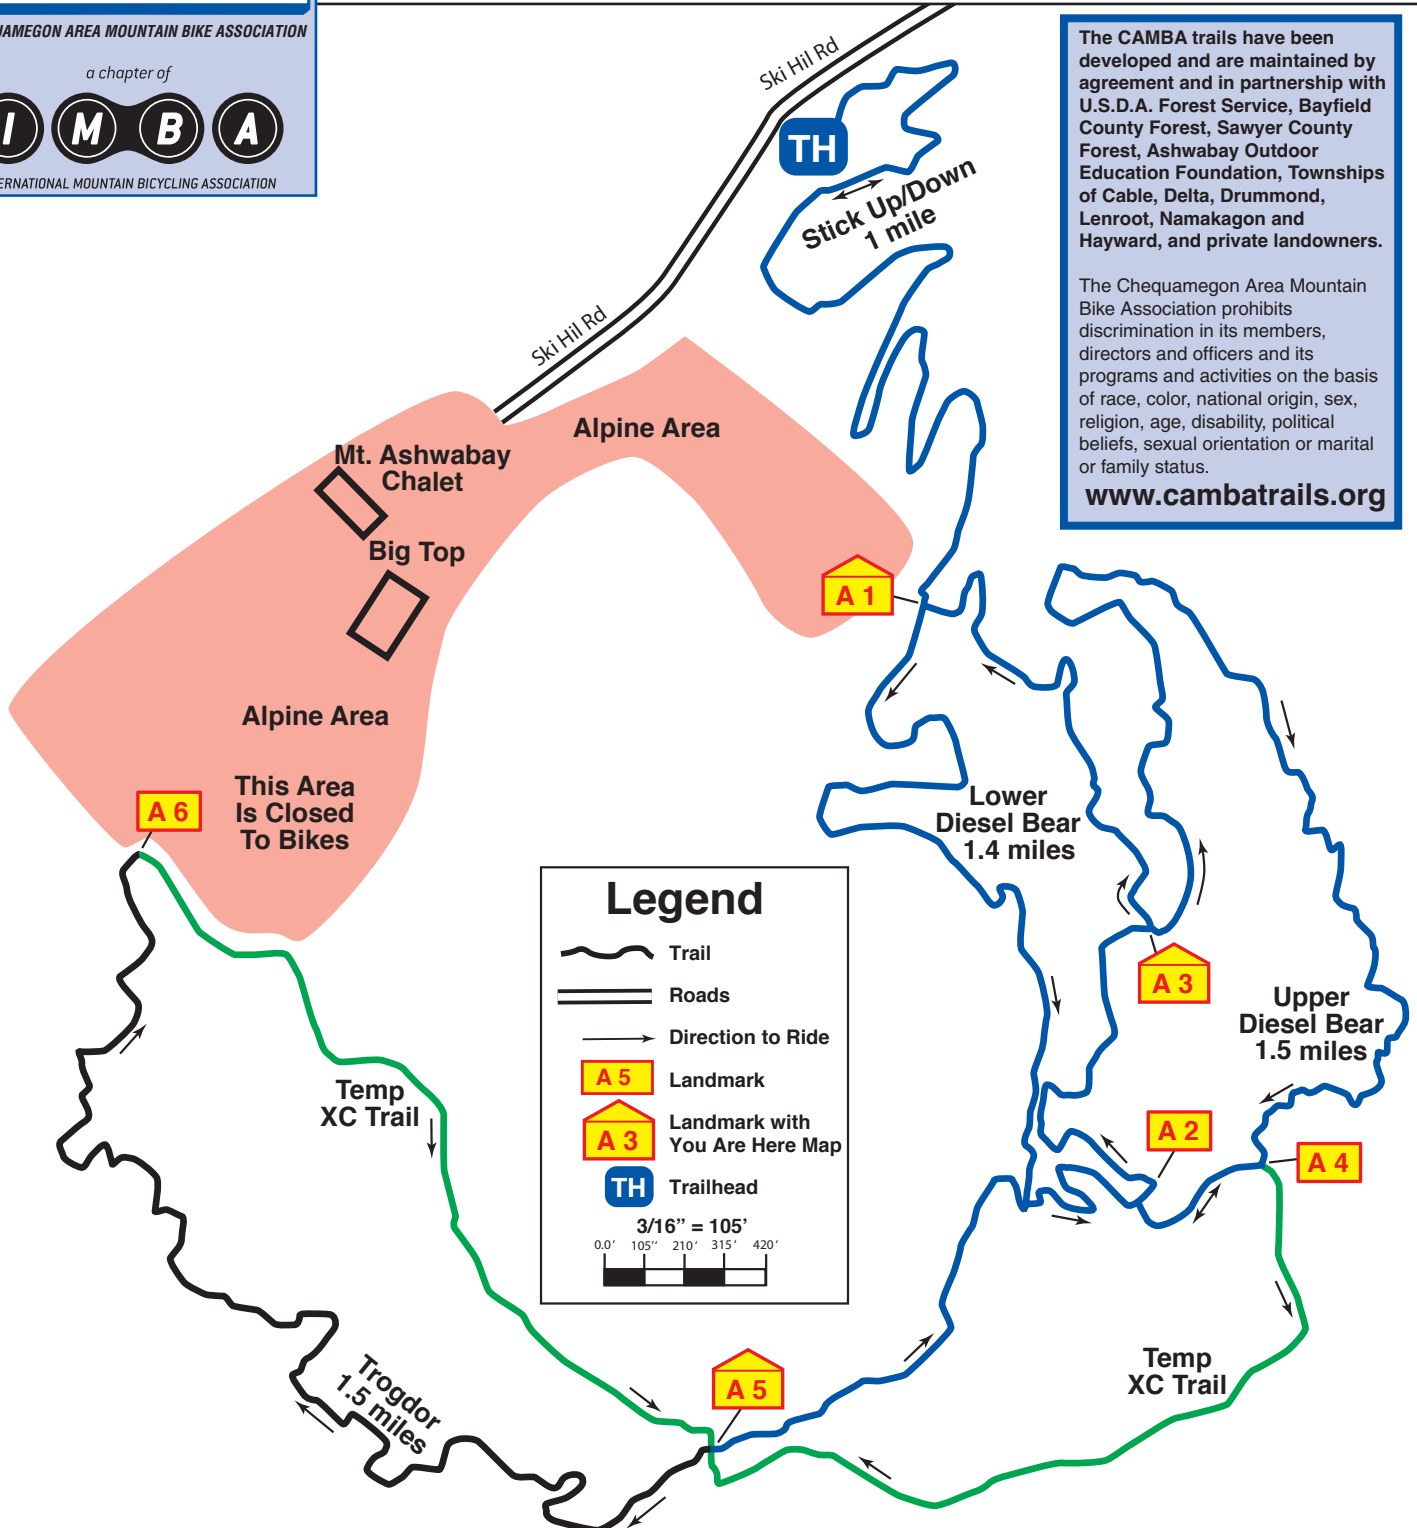 a chapter of
I M B A
MOUNTAIN BICYCLING ASSOCIATION
AREA MOUNTAIN BIKE ASSOCIATION
Ski Hil Rd
TH
Stick Up/Down
1 mile
The CAMBA trails have been
developed and are maintained by
agreement and in partnership with
U.S.D.A. Forest Service, Bayfield
County Forest, Sawyer County
Forest, Ashwabay Outdoor
Education Foundation, Townships
of Cable, Delta, Drummond,
Lenroot, Namakagon and
Hayward, and private landowners.
The Chequamegon Area Mountain
Bike Association prohibits
discrimination in its members,
directors and officers and its
programs and activities on the basis
of race, color, national origin, sex,
religion, age, disability, political
beliefs, sexual orientation or marital
or family status.
www.cambatrails.org
Ski Hil Rd
Alpine Area
Mt. Ashwabay
Chalet
Big Top
A 1
Alpine Area
This Area
Is Closed
To Bikes
A 6
Lower
Diesel Bear
1.4 miles
A 3
Upper
Diesel Bear
1.5 miles
Temp
XC Trail
A 2
A 4
Legend
Trail
Roads
Direction to Ride
A 5
Landmark
A 3
Landmark with
You Are Here Map
TH
Trailhead
3/16” = 105’
0.0‘ 105‘‘ 210‘ 315‘ 420‘
Trogdor
1.5 miles
A 5
Temp
XC Trail